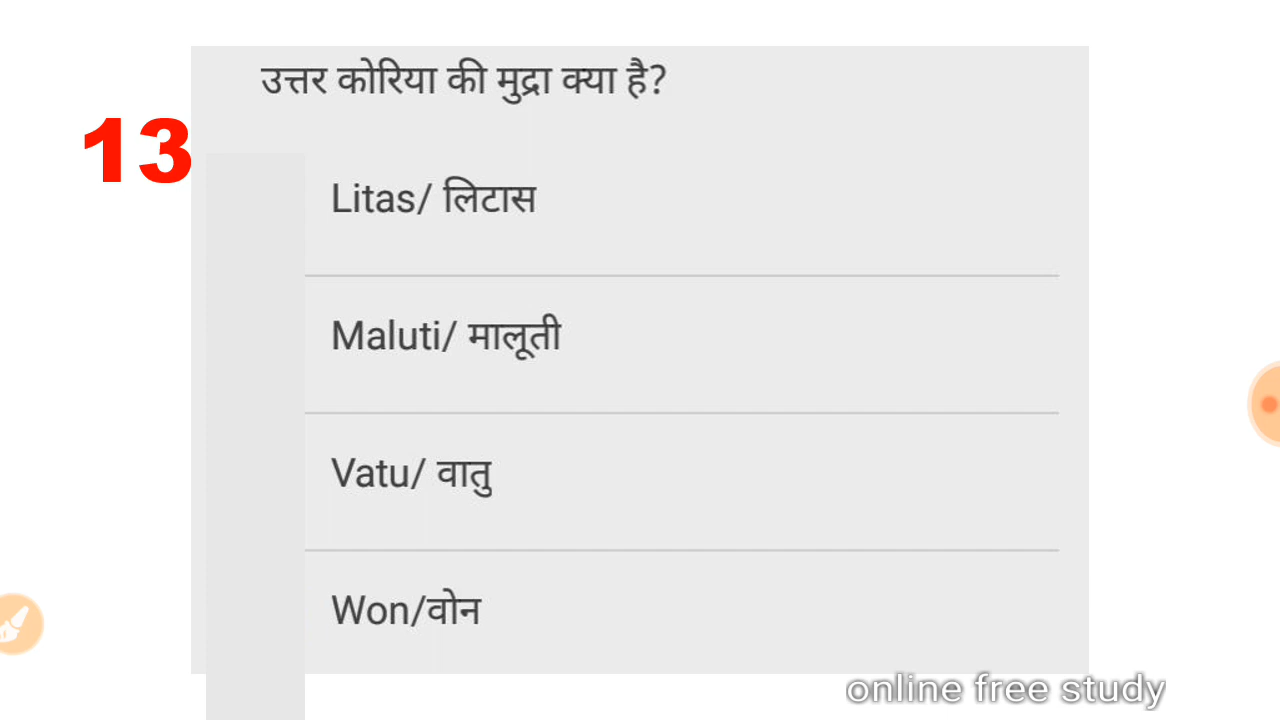 उत्तर कोरिया की मुद्रा क्या है?
13
Litas/ लिटास
Maluti/ मालूती
Vatu/ वातु
Won/वोन
online free study